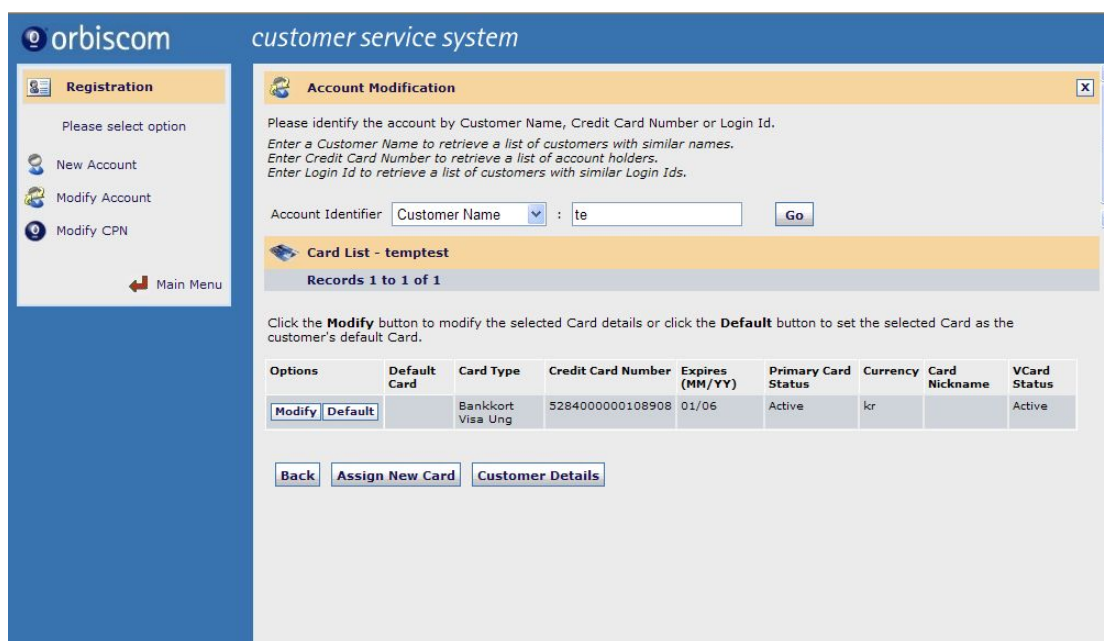 orbiscom
customer service system
Registration
Please select option
New Account
Modify Account
Modify CPN
Main Menu
Account Modification
X
Please identify the account by Customer Name, Credit Card Number or Login Id.
Enter a Customer Name to retrieve a list of customers with similar names.
Enter Credit Card Number to retrieve a list of account holders.
Enter Login Id to retrieve a list of customers with similar Login Ids.
Account Identifier Customer Name : te Go
Card List - temptest
Records 1 to 1 of 1
Click the Modify button to modify the selected Card details or click the Default button to set the selected Card as the
customer's default Card.
Options Default Card Type Credit Card Number Expires Primary Card Currency Card VCard
Card (MM/YY) Status Nickname Status
Modify Default Bankkort 5284000000108908 01/06 Active kr Active
Visa Ung
Back Assign New Card Customer Details